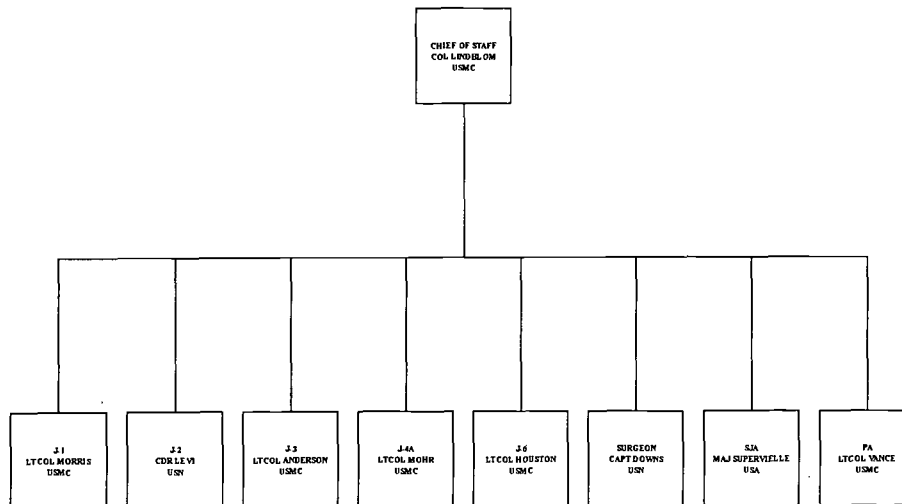 CHIEF OF STAFF
COL LINDBLOM
USMC
J-1
LTCOL MORRIS
USMC
J-2
CDR LEVI
USN
J-3
LTCOL ANDERSON
USMC
J-4A
LTCOL MOHR
USMC
J-6
LTCOL HOUSTON
USMC
SURGEON
CAPT DOWNS
USN
SJA
MAJ SUPERVIELLE
USA
PA
LTCOL VANCE
USMC